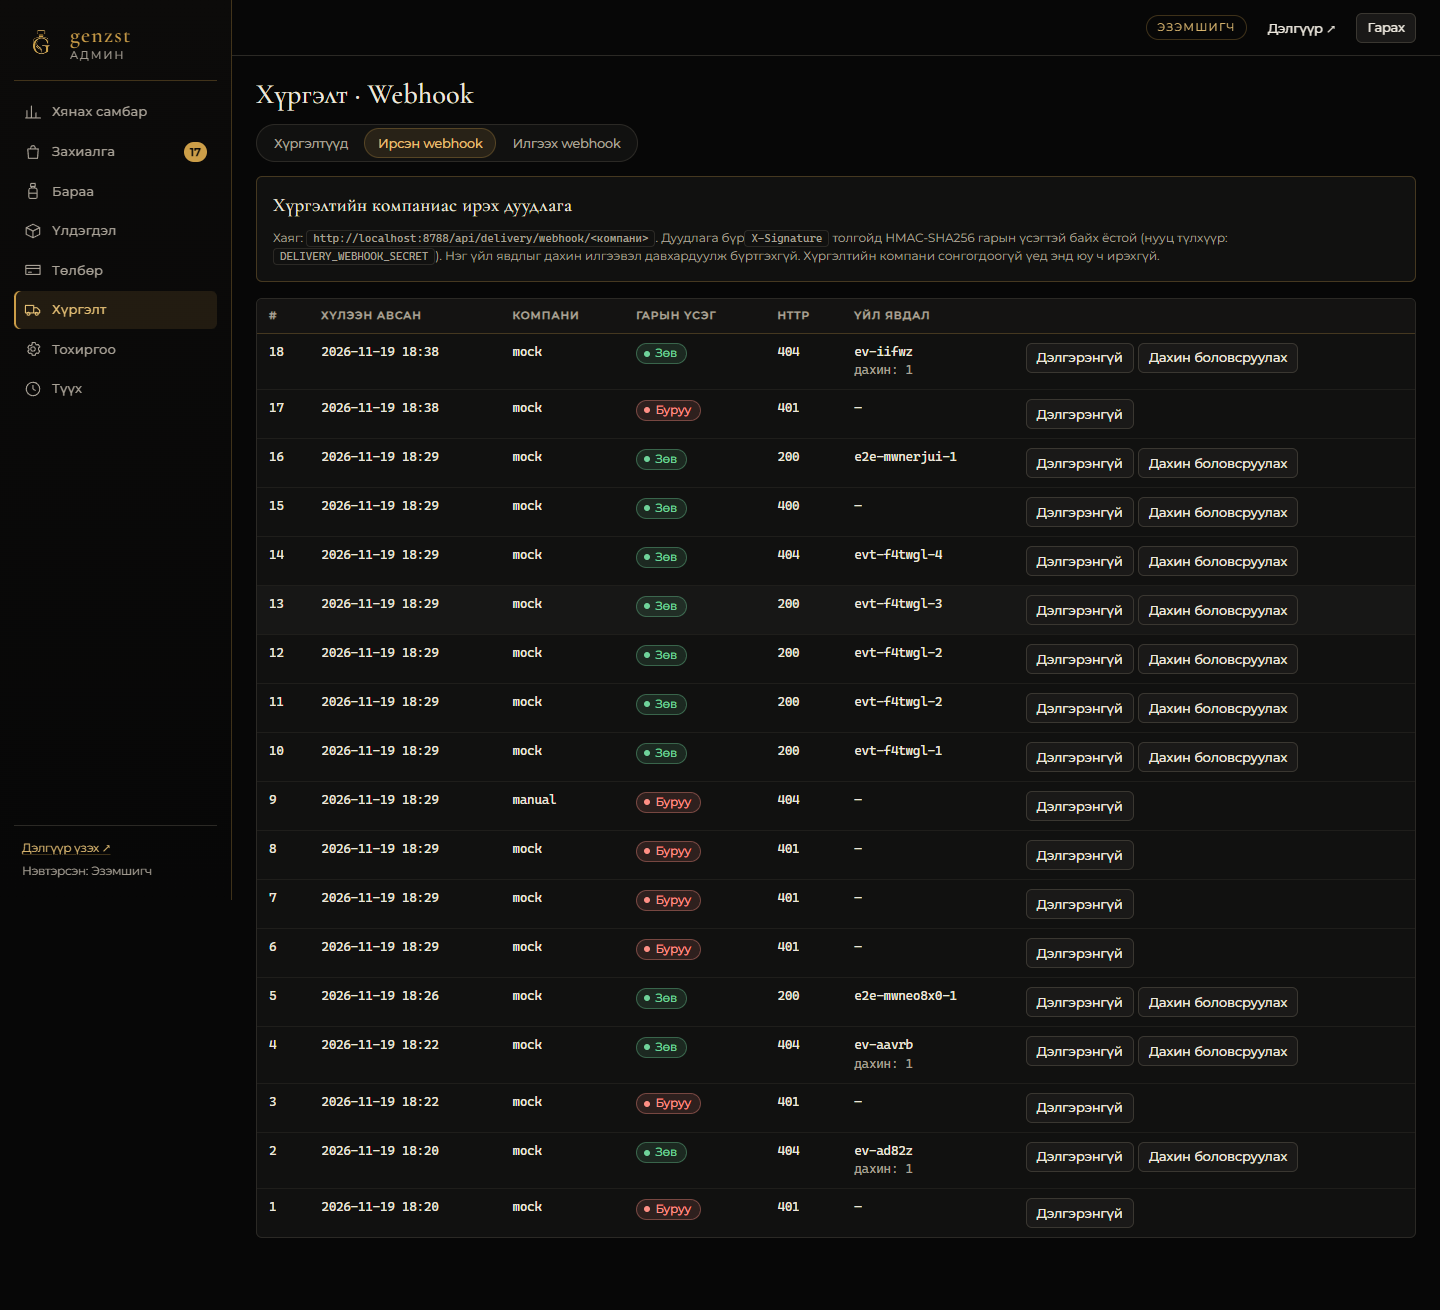 genzst
АДМИН
ЭЗЭМШИГЧ
Дэлгүүр ↗
Гарах
Хянах самбар
Захиалга 17
Бараа
Үлдэгдэл
Төлбөр
Хүргэлт
Тохиргоо
Түүх
Дэлгүүр үзэх ↗
Нэвтэрсэн: Эзэмшигч
Хүргэлт · Webhook
Хүргэлтүүд Ирсэн webhook Илгээх webhook
Хүргэлтийн компаниас ирэх дуудлага
Хаяг: http://localhost:8788/api/delivery/webhook/<компани>. Дуудлага бүр X-Signature толгойд HMAC-SHA256 гарын үсэгтэй байх ёстой (нууц түлхүүр:
DELIVERY_WEBHOOK_SECRET). Нэг үйл явдлыг дахин илгээвэл давхардуулж бүртгэхгүй. Хүргэлтийн компани сонгогдоогүй үед энд юу ч ирэхгүй.
# ХҮЛЭЭН АВСАН КОМПАНИ ГАРЫН ҮСЭГ HTTP ҮЙЛ ЯВДАЛ
18 2026-11-19 18:38 mock Зөв 404 ev-iifwz Дэлгэрэнгүй Дахин боловсруулах
дахин: 1
17 2026-11-19 18:38 mock Буруу 401 — Дэлгэрэнгүй
16 2026-11-19 18:29 mock Зөв 200 e2e-mwnerjui-1 Дэлгэрэнгүй Дахин боловсруулах
15 2026-11-19 18:29 mock Зөв 400 — Дэлгэрэнгүй Дахин боловсруулах
14 2026-11-19 18:29 mock Зөв 404 evt-f4twgl-4 Дэлгэрэнгүй Дахин боловсруулах
13 2026-11-19 18:29 mock Зөв 200 evt-f4twgl-3 Дэлгэрэнгүй Дахин боловсруулах
12 2026-11-19 18:29 mock Зөв 200 evt-f4twgl-2 Дэлгэрэнгүй Дахин боловсруулах
11 2026-11-19 18:29 mock Зөв 200 evt-f4twgl-2 Дэлгэрэнгүй Дахин боловсруулах
10 2026-11-19 18:29 mock Зөв 200 evt-f4twgl-1 Дэлгэрэнгүй Дахин боловсруулах
9 2026-11-19 18:29 manual Буруу 404 — Дэлгэрэнгүй
8 2026-11-19 18:29 mock Буруу 401 — Дэлгэрэнгүй
7 2026-11-19 18:29 mock Буруу 401 — Дэлгэрэнгүй
6 2026-11-19 18:29 mock Буруу 401 — Дэлгэрэнгүй
5 2026-11-19 18:26 mock Зөв 200 e2e-mwneo8x0-1 Дэлгэрэнгүй Дахин боловсруулах
4 2026-11-19 18:22 mock Зөв 404 ev-aavrb Дэлгэрэнгүй Дахин боловсруулах
дахин: 1
3 2026-11-19 18:22 mock Буруу 401 — Дэлгэрэнгүй
2 2026-11-19 18:20 mock Зөв 404 ev-ad82z Дэлгэрэнгүй Дахин боловсруулах
дахин: 1
1 2026-11-19 18:20 mock Буруу 401 — Дэлгэрэнгүй